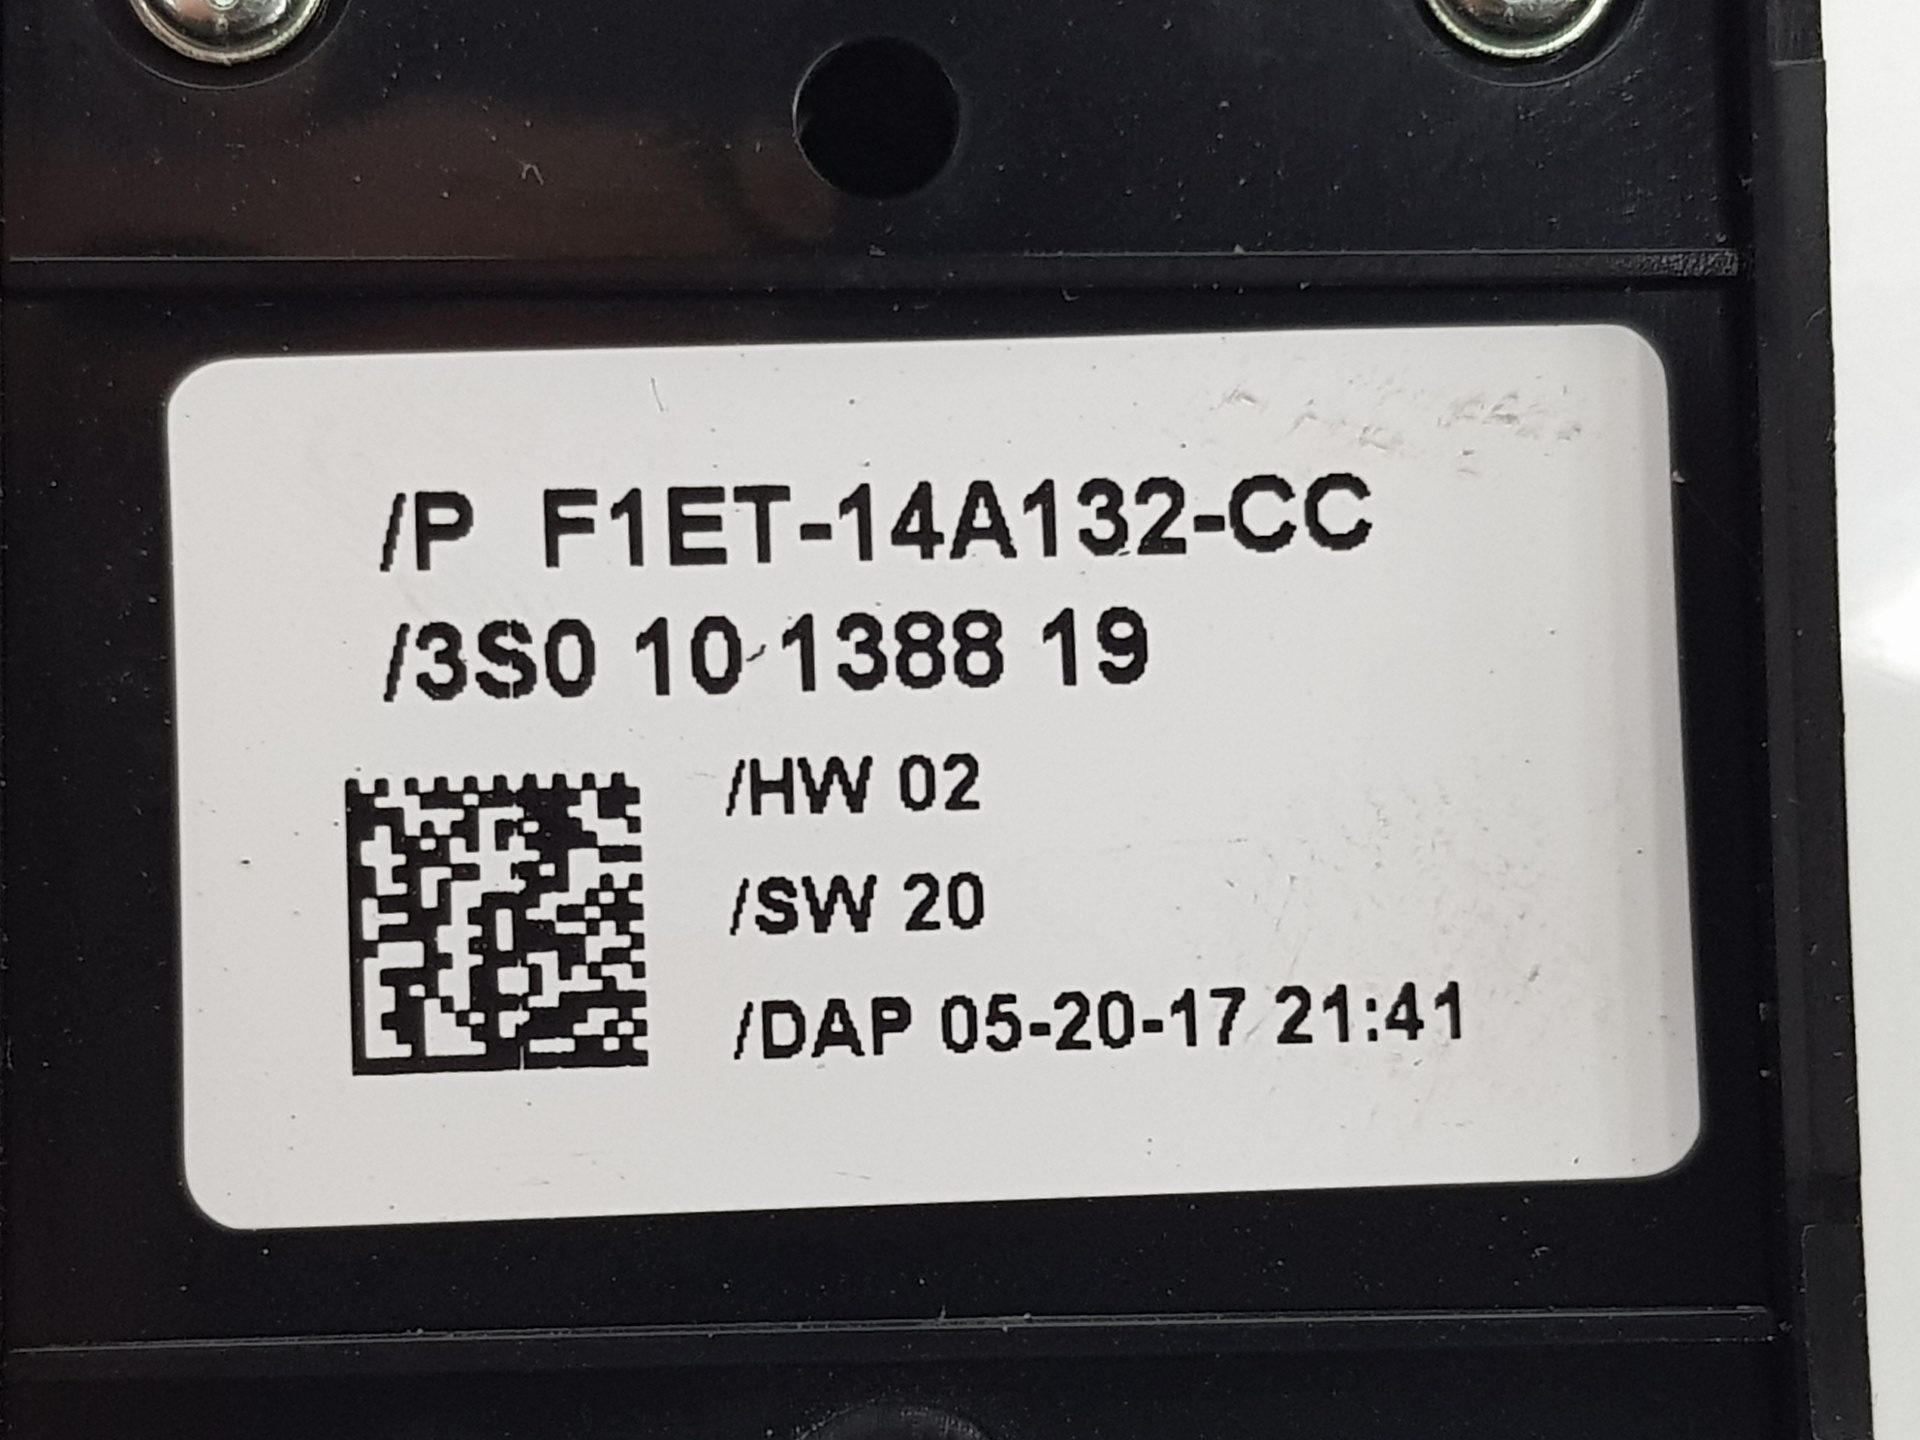 /P F1ET-14A132-CC
/3S0 10 1388 19
/HW 02
/SW 20
/DAP 05-20-17 21:41